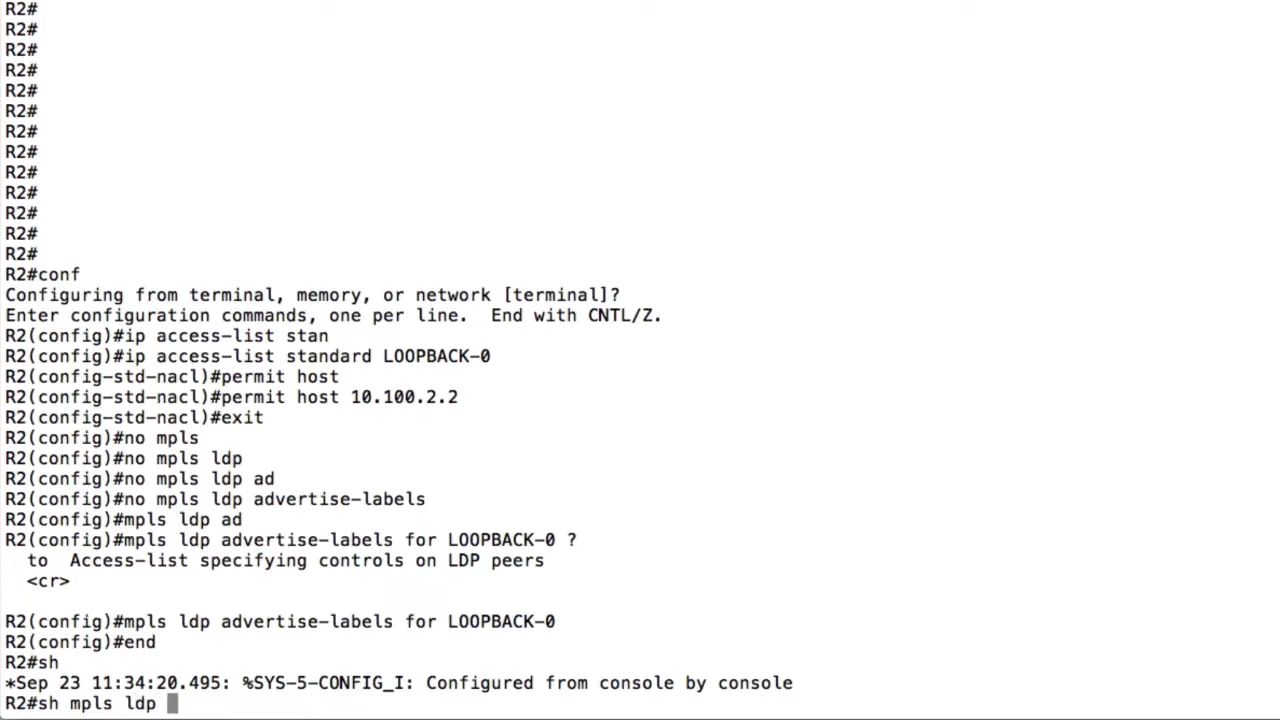 R2#
R2#
R2#
R2#
R2#
R2#
R2#
R2#
R2#
R2#
R2#
R2#
R2#
R2#conf
Configuring from terminal, memory, or network [terminal]?
Enter configuration commands, one per line.  End with CNTL/Z.
R2(config)#ip access-list stan
R2(config)#ip access-list standard LOOPBACK-0
R2(config-std-nacl)#permit host
R2(config-std-nacl)#permit host 10.100.2.2
R2(config-std-nacl)#exit
R2(config)#no mpls
R2(config)#no mpls ldp
R2(config)#no mpls ldp ad
R2(config)#no mpls ldp advertise-labels
R2(config)#mpls ldp ad
R2(config)#mpls ldp advertise-labels for LOOPBACK-0 ?
  to  Access-list specifying controls on LDP peers
  <cr>
R2(config)#mpls ldp advertise-labels for LOOPBACK-0
R2(config)#end
R2#sh
*Sep 23 11:34:20.495: %SYS-5-CONFIG_I: Configured from console by console
R2#sh mpls ldp